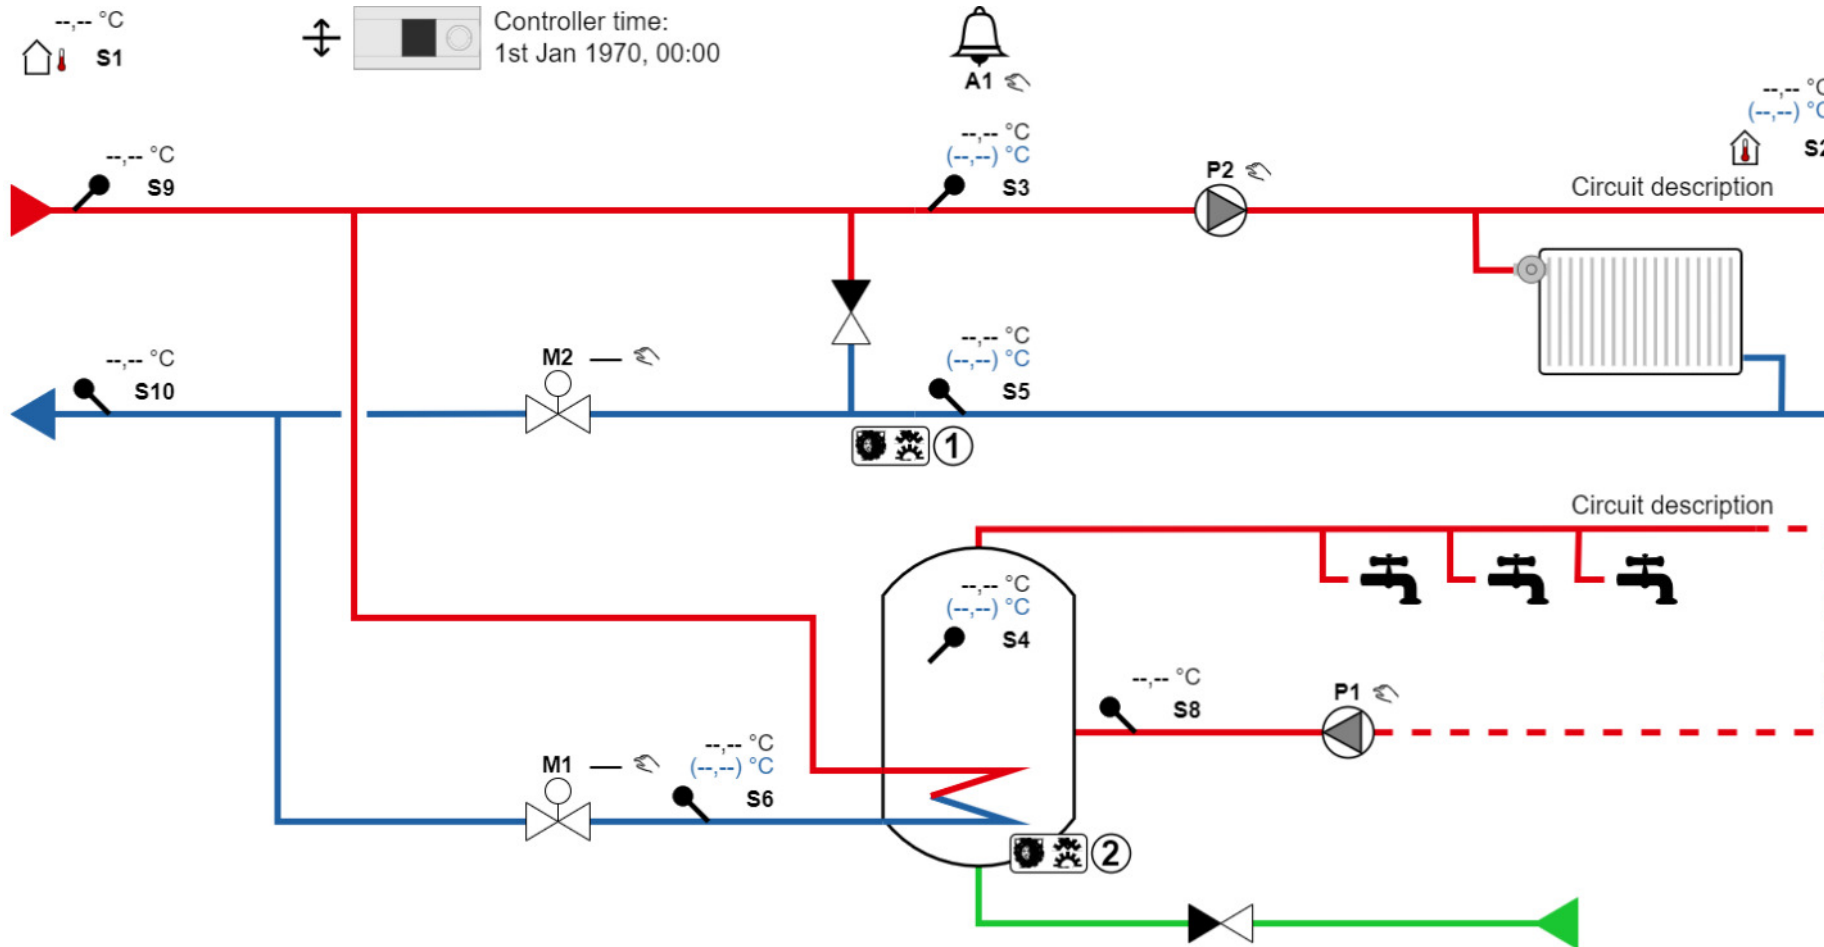 --,-- °C
S1
Controller time:
1st Jan 1970, 00:00
A1
--,-- °C
(--,--) °C
S2
--,-- °C
S9
--,-- °C
(--,--) °C
S3
P2
Circuit description
--,-- °C
S10
M2
--,-- °C
(--,--) °C
S5
1
Circuit description
--,-- °C
(--,--) °C
S4
--,-- °C
S8
P1
M1
--,-- °C
(--,--) °C
S6
2